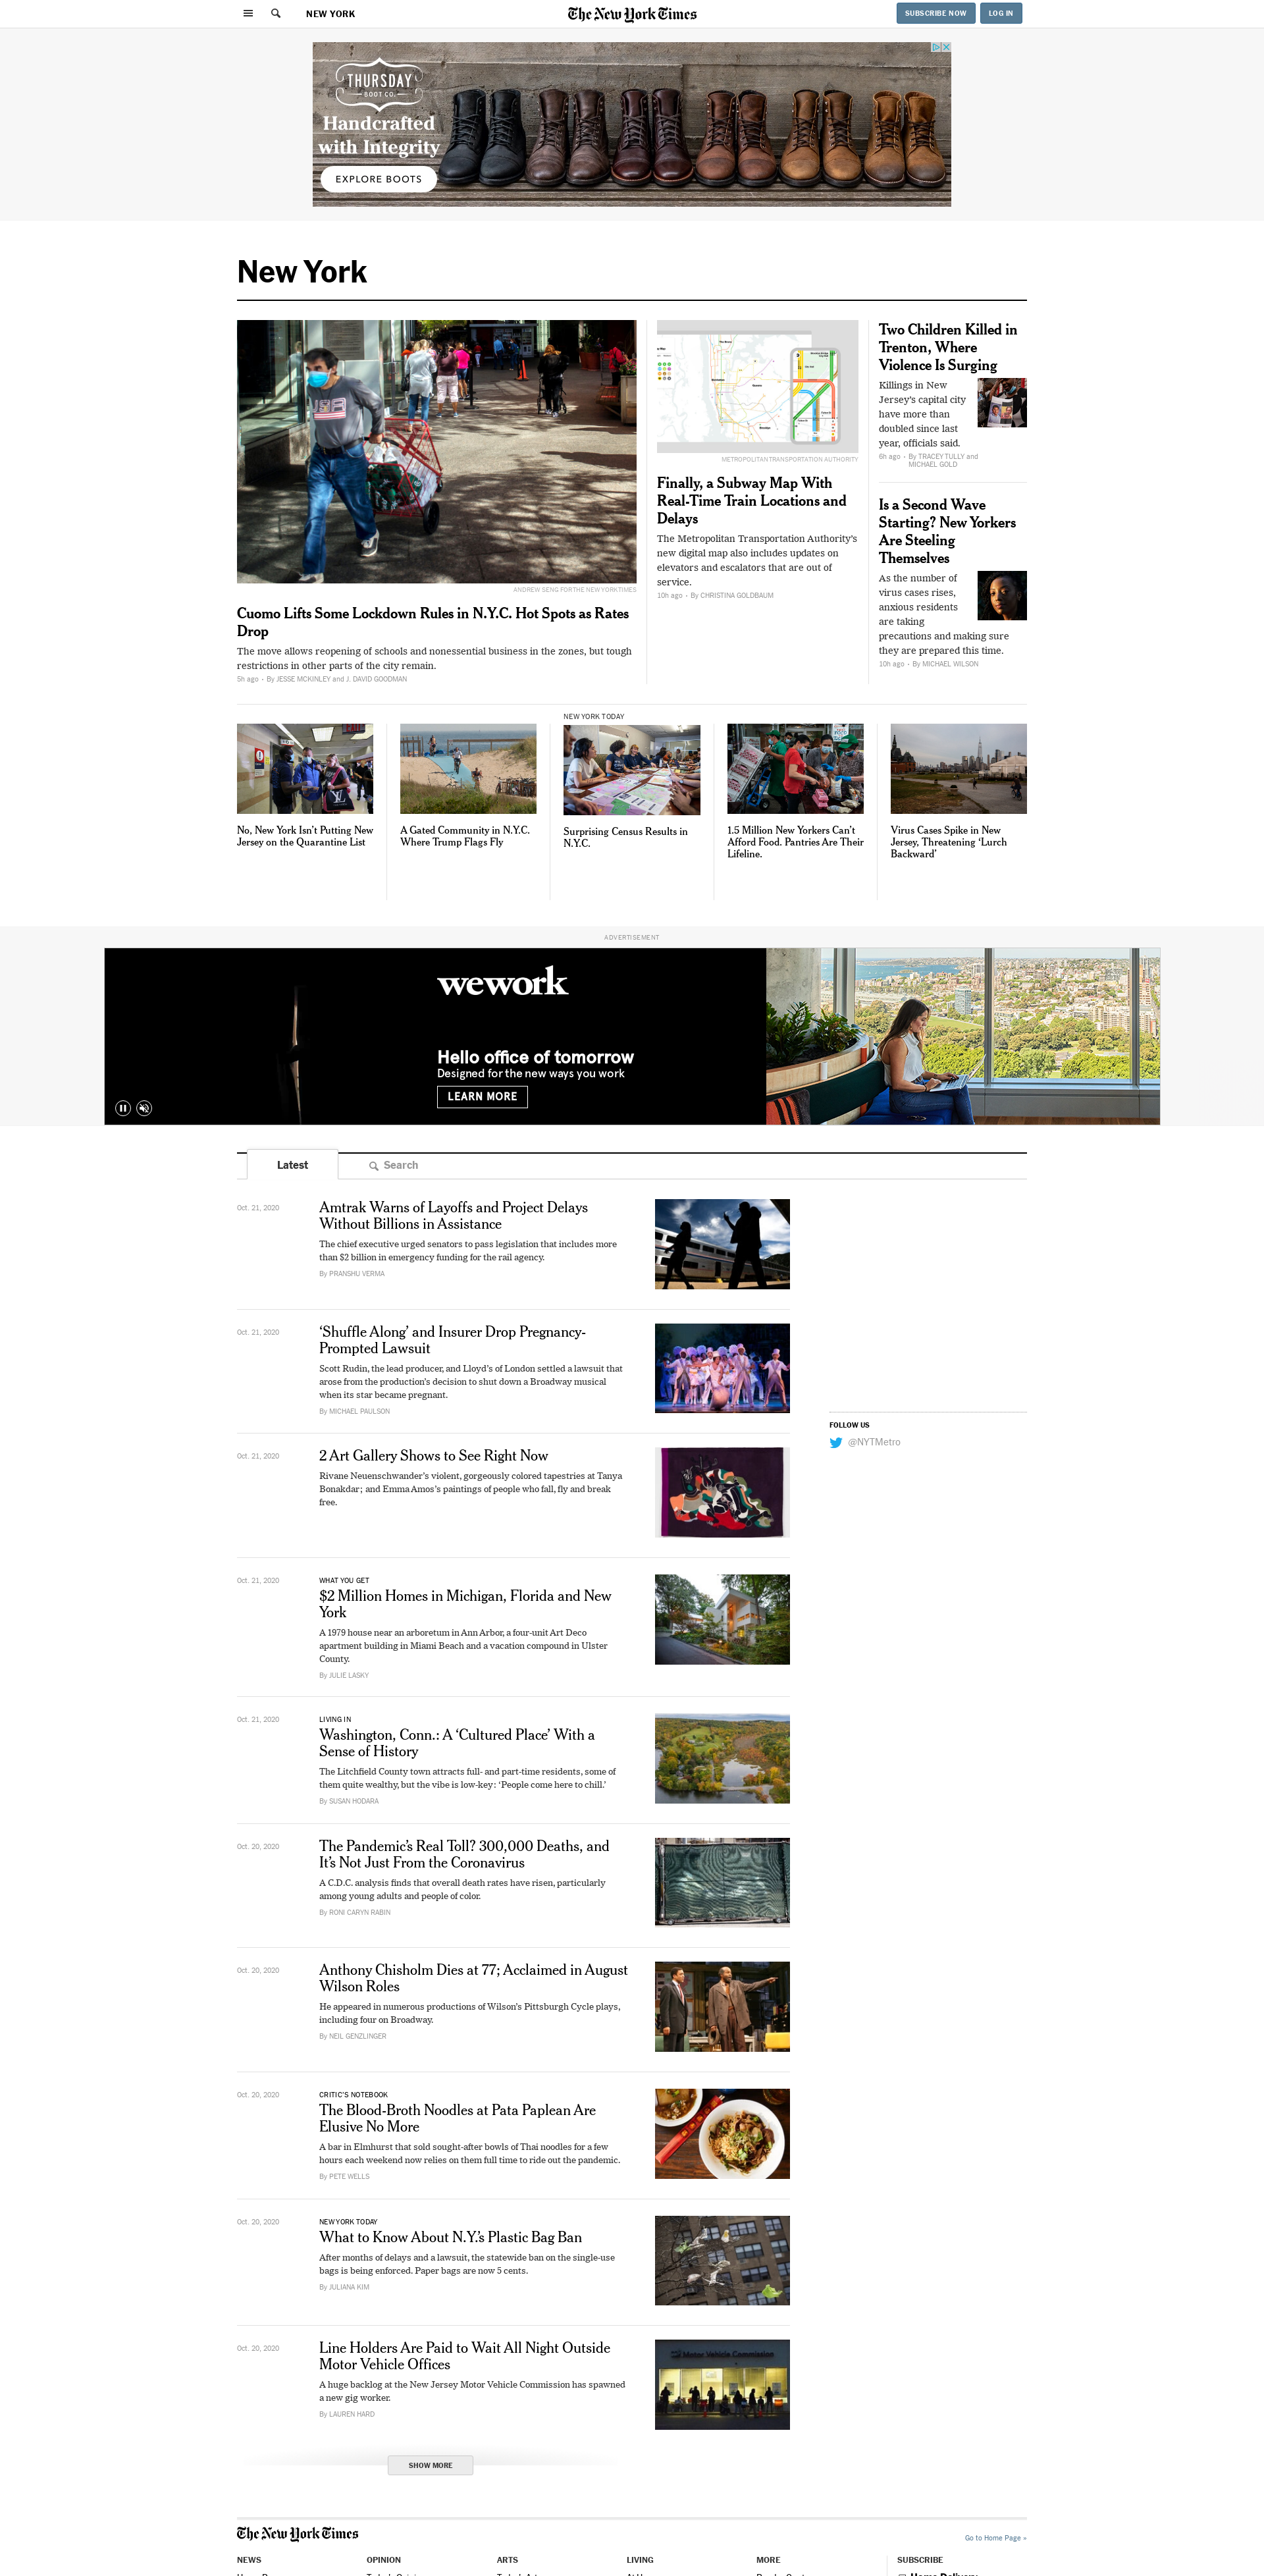 NEW YORK
The New York Times
SUBSCRIBE NOW
LOG IN
THURSDAY
BOOT CO.
Handcrafted
with Integrity
EXPLORE BOOTS
New York
ANDREW SENG FOR THE NEW YORK TIMES
Cuomo Lifts Some Lockdown Rules in N.Y.C. Hot Spots as Rates
Drop
The move allows reopening of schools and nonessential business in the zones, but tough
restrictions in other parts of the city remain.
5h ago • By JESSE MCKINLEY and J. DAVID GOODMAN
METROPOLITAN TRANSPORTATION AUTHORITY
Finally, a Subway Map With
Real-Time Train Locations and
Delays
The Metropolitan Transportation Authority's
new digital map also includes updates on
elevators and escalators that are out of
service.
10h ago • By CHRISTINA GOLDBAUM
Two Children Killed in
Trenton, Where
Violence Is Surging
Killings in New
Jersey's capital city
have more than
doubled since last
year, officials said.
6h ago • By TRACEY TULLY and
MICHAEL GOLD
Is a Second Wave
Starting? New Yorkers
Are Steeling
Themselves
As the number of
virus cases rises,
anxious residents
are taking
precautions and making sure
they are prepared this time.
10h ago • By MICHAEL WILSON
No, New York Isn't Putting New
Jersey on the Quarantine List
A Gated Community in N.Y.C.
Where Trump Flags Fly
NEW YORK TODAY
Surprising Census Results in
N.Y.C.
1.5 Million New Yorkers Can't
Afford Food. Pantries Are Their
Lifeline.
Virus Cases Spike in New
Jersey, Threatening 'Lurch
Backward'
ADVERTISEMENT
wework
Hello office of tomorrow
Designed for the new ways you work
LEARN MORE
Latest
Search
Oct. 21, 2020
Amtrak Warns of Layoffs and Project Delays
Without Billions in Assistance
The chief executive urged senators to pass legislation that includes more
than $2 billion in emergency funding for the rail agency.
By PRANSHU VERMA
Oct. 21, 2020
'Shuffle Along' and Insurer Drop Pregnancy-
Prompted Lawsuit
Scott Rudin, the lead producer, and Lloyd's of London settled a lawsuit that
arose from the production's decision to shut down a Broadway musical
when its star became pregnant.
By MICHAEL PAULSON
FOLLOW US
@NYTMetro
Oct. 21, 2020
2 Art Gallery Shows to See Right Now
Rivane Neuenschwander's violent, gorgeously colored tapestries at Tanya
Bonakdar; and Emma Amos's paintings of people who fall, fly and break
free.
Oct. 21, 2020
WHAT YOU GET
$2 Million Homes in Michigan, Florida and New
York
A 1979 house near an arboretum in Ann Arbor, a four-unit Art Deco
apartment building in Miami Beach and a vacation compound in Ulster
County.
By JULIE LASKY
Oct. 21, 2020
LIVING IN
Washington, Conn.: A 'Cultured Place' With a
Sense of History
The Litchfield County town attracts full- and part-time residents, some of
them quite wealthy, but the vibe is low-key: 'People come here to chill.'
By SUSAN HODARA
Oct. 20, 2020
The Pandemic's Real Toll? 300,000 Deaths, and
It's Not Just From the Coronavirus
A C.D.C. analysis finds that overall death rates have risen, particularly
among young adults and people of color.
By RONI CARYN RABIN
Oct. 20, 2020
Anthony Chisholm Dies at 77; Acclaimed in August
Wilson Roles
He appeared in numerous productions of Wilson's Pittsburgh Cycle plays,
including four on Broadway.
By NEIL GENZLINGER
Oct. 20, 2020
CRITIC'S NOTEBOOK
The Blood-Broth Noodles at Pata Paplean Are
Elusive No More
A bar in Elmhurst that sold sought-after bowls of Thai noodles for a few
hours each weekend now relies on them full time to ride out the pandemic.
By PETE WELLS
Oct. 20, 2020
NEW YORK TODAY
What to Know About N.Y.'s Plastic Bag Ban
After months of delays and a lawsuit, the statewide ban on the single-use
bags is being enforced. Paper bags are now 5 cents.
By JULIANA KIM
Oct. 20, 2020
Line Holders Are Paid to Wait All Night Outside
Motor Vehicle Offices
A huge backlog at the New Jersey Motor Vehicle Commission has spawned
a new gig worker.
By LAUREN HARD
SHOW MORE
The New York Times
Go to Home Page »
NEWS
OPINION
ARTS
LIVING
MORE
SUBSCRIBE